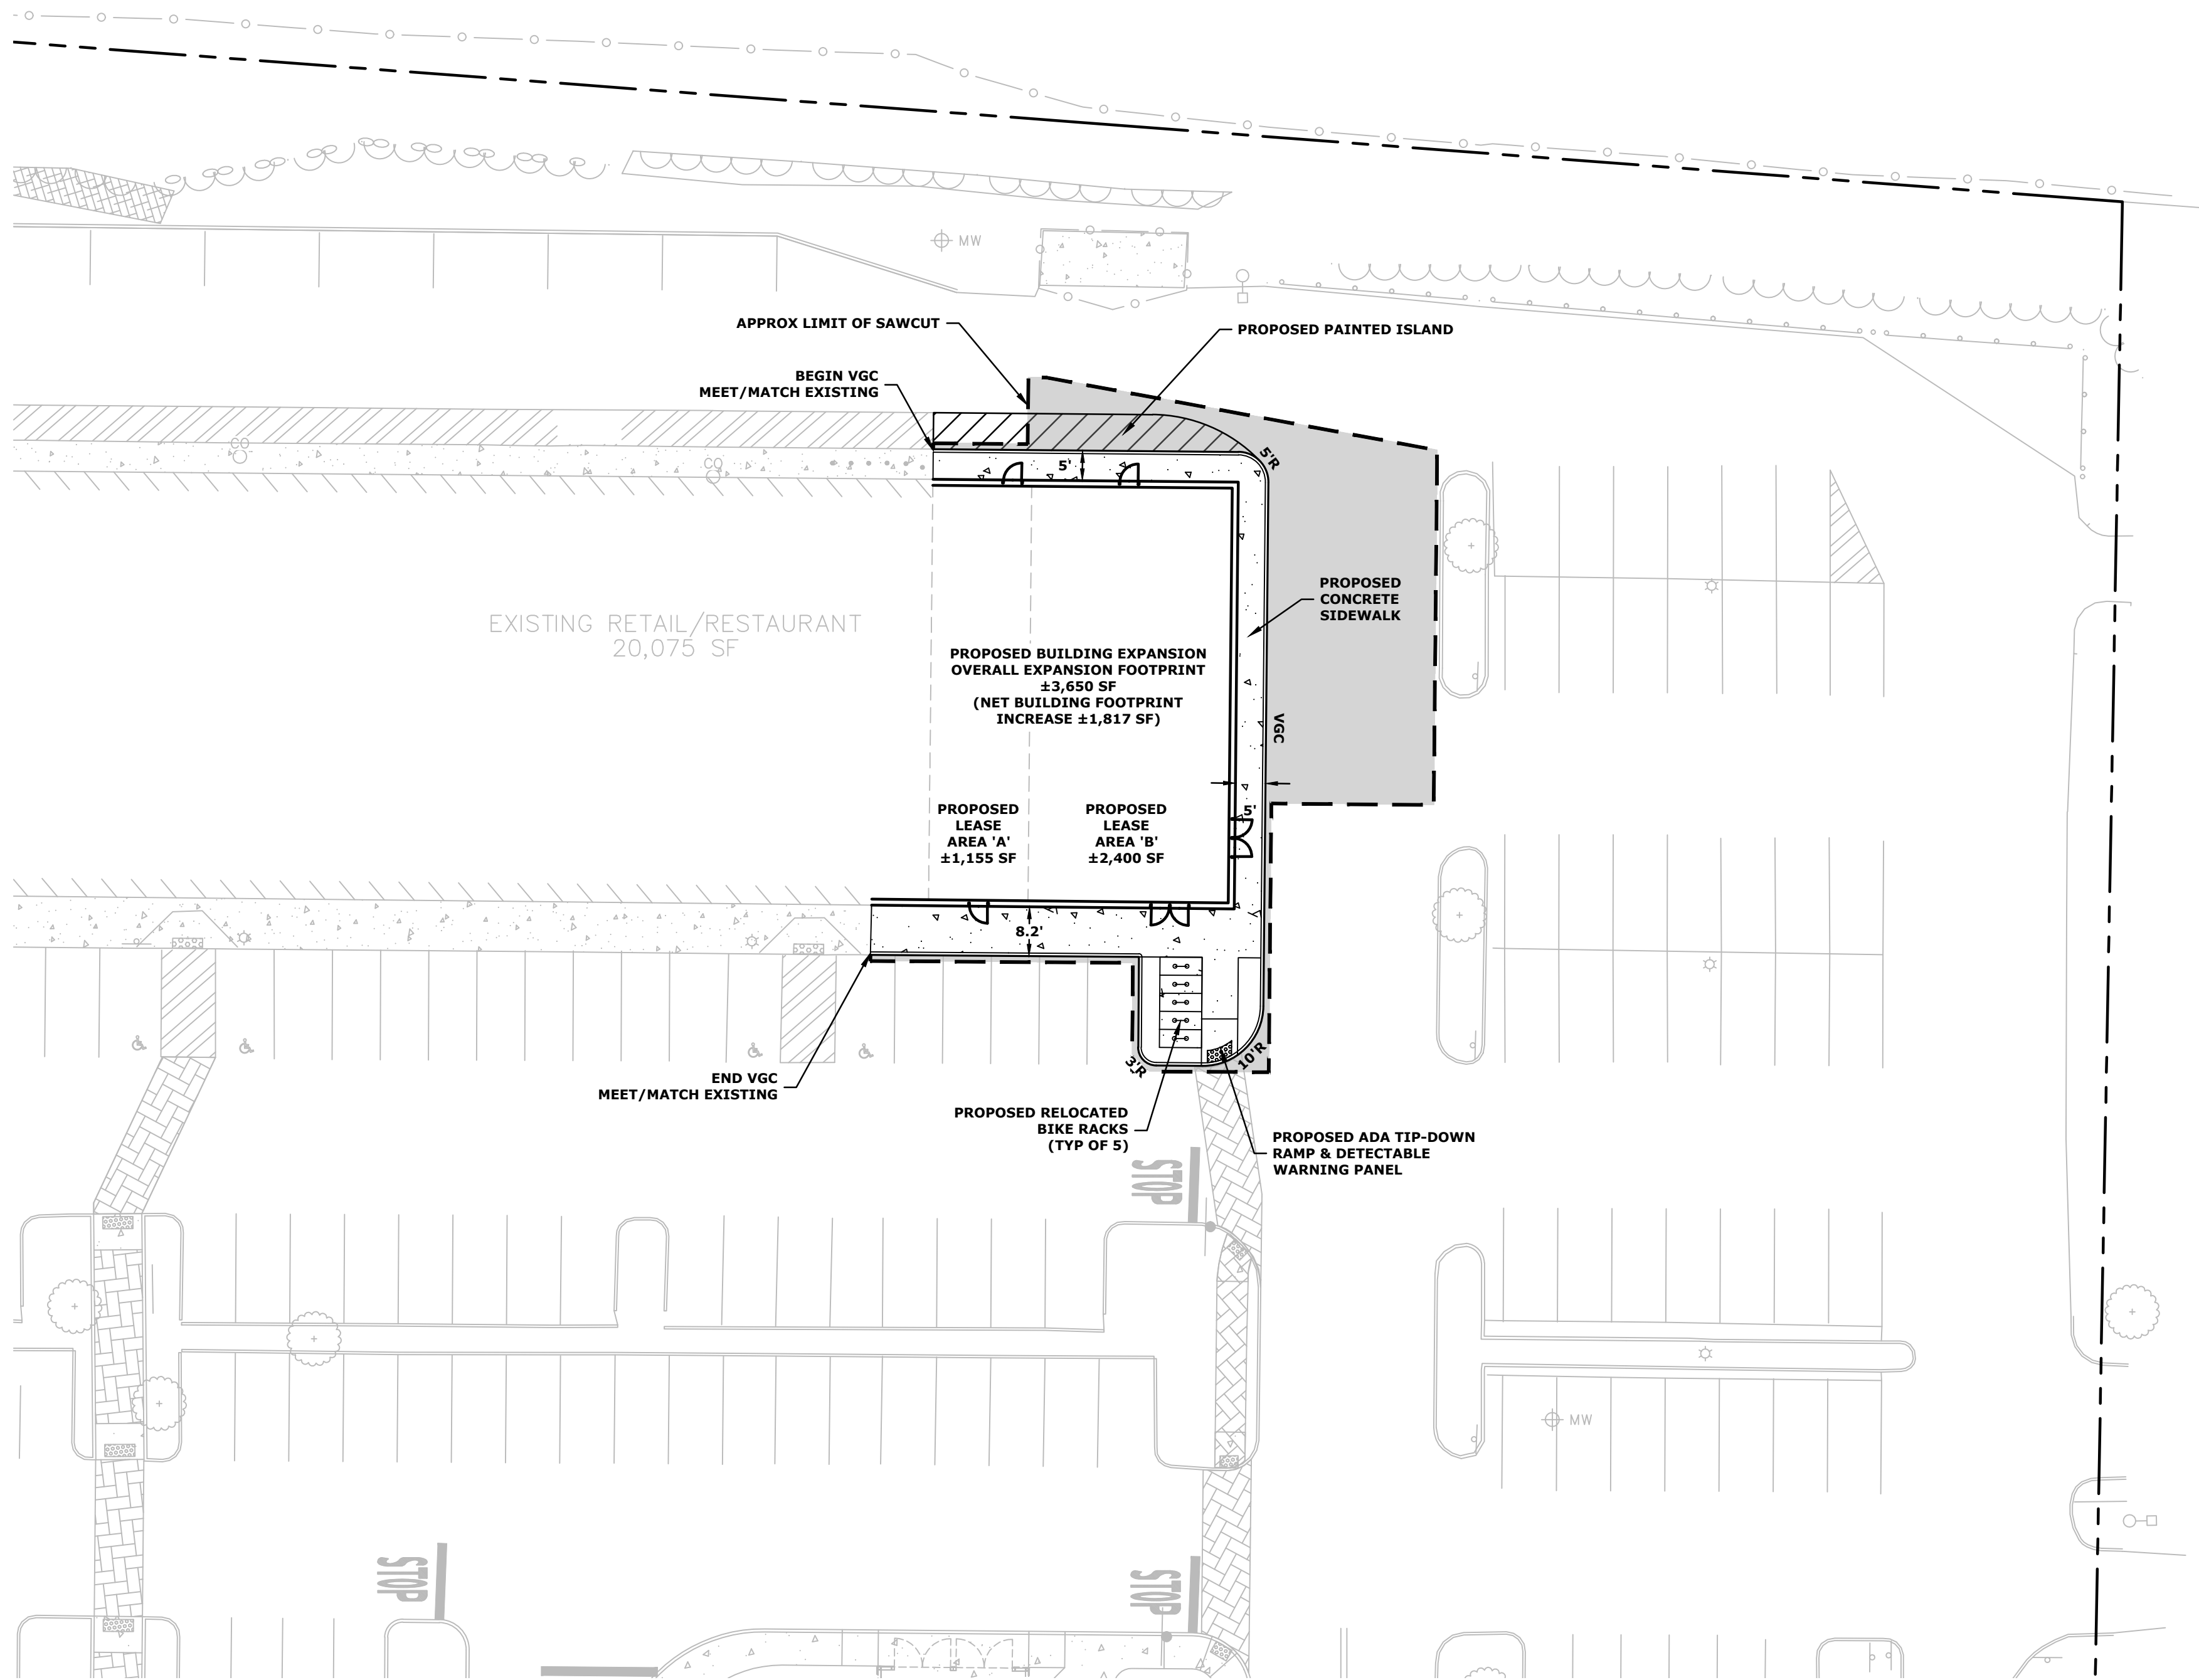 MW
APPROX LIMIT OF SAWCUT
PROPOSED PAINTED ISLAND
BEGIN VGC
MEET/MATCH EXISTING
CO
CO
5'
5'R
EXISTING RETAIL/RESTAURANT
20,075 SF
PROPOSED
CONCRETE
SIDEWALK
PROPOSED BUILDING EXPANSION
OVERALL EXPANSION FOOTPRINT
±3,650 SF
(NET BUILDING FOOTPRINT
INCREASE ±1,817 SF)
VGC
PROPOSED
LEASE
AREA 'A'
±1,155 SF
PROPOSED
LEASE
AREA 'B'
±2,400 SF
5'
8.2'
3'R
10'R
END VGC
MEET/MATCH EXISTING
PROPOSED RELOCATED
BIKE RACKS
(TYP OF 5)
PROPOSED ADA TIP-DOWN
RAMP & DETECTABLE
WARNING PANEL
STOP
MW
STOP
STOP